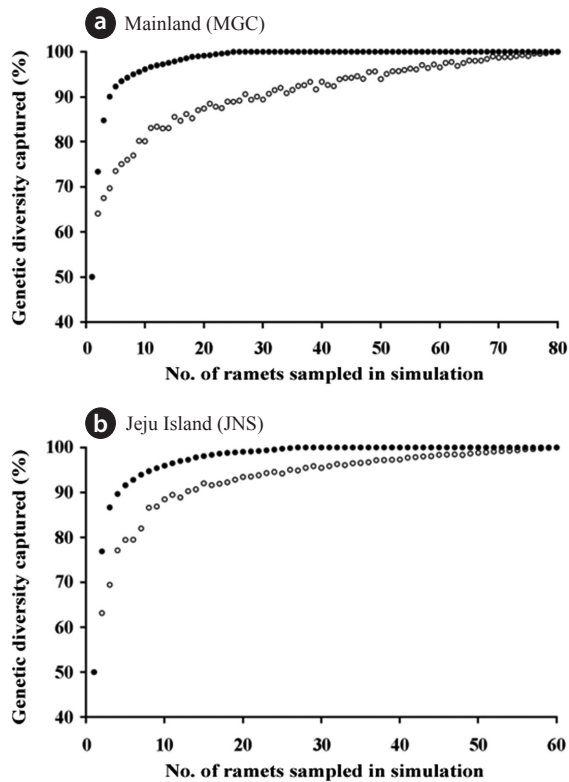 a Mainland (MGC)
Genetic diversity captured (%)
100
90
80
70
60
50
40
0 10 20 30 40 50 60 70 80
No. of ramets sampled in simulation
b Jeju Island (JNS)
Genetic diversity captured (%)
100
90
80
70
60
50
40
0 10 20 30 40 50 60
No. of ramets sampled in simulation